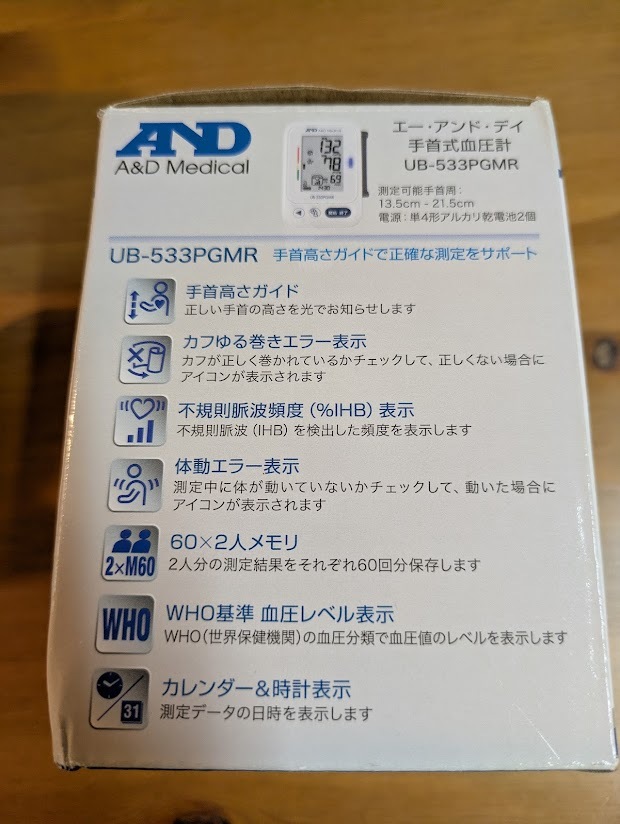 AND
A&D Medical
エー・アンド・デイ
手首式血圧計
UB-533PGMR
測定可能手首周：
13.5cm - 21.5cm
電源：単4形アルカリ乾電池2個
132
78
69
UB-533PGMR 手首高さガイドで正確な測定をサポート
手首高さガイド
正しい手首の高さを光でお知らせします
カフゆる巻きエラー表示
カフが正しく巻かれているかチェックして、正しくない場合に
アイコンが表示されます
不規則脈波頻度（%IHB）表示
不規則脈波（IHB）を検出した頻度を表示します
体動エラー表示
測定中に体が動いていないかチェックして、動いた場合に
アイコンが表示されます
2×M60
60×2人メモリ
2人分の測定結果をそれぞれ60回分保存します
WHO
WHO基準 血圧レベル表示
WHO（世界保健機関）の血圧分類で血圧値のレベルを表示します
31
カレンダー＆時計表示
測定データの日時を表示します